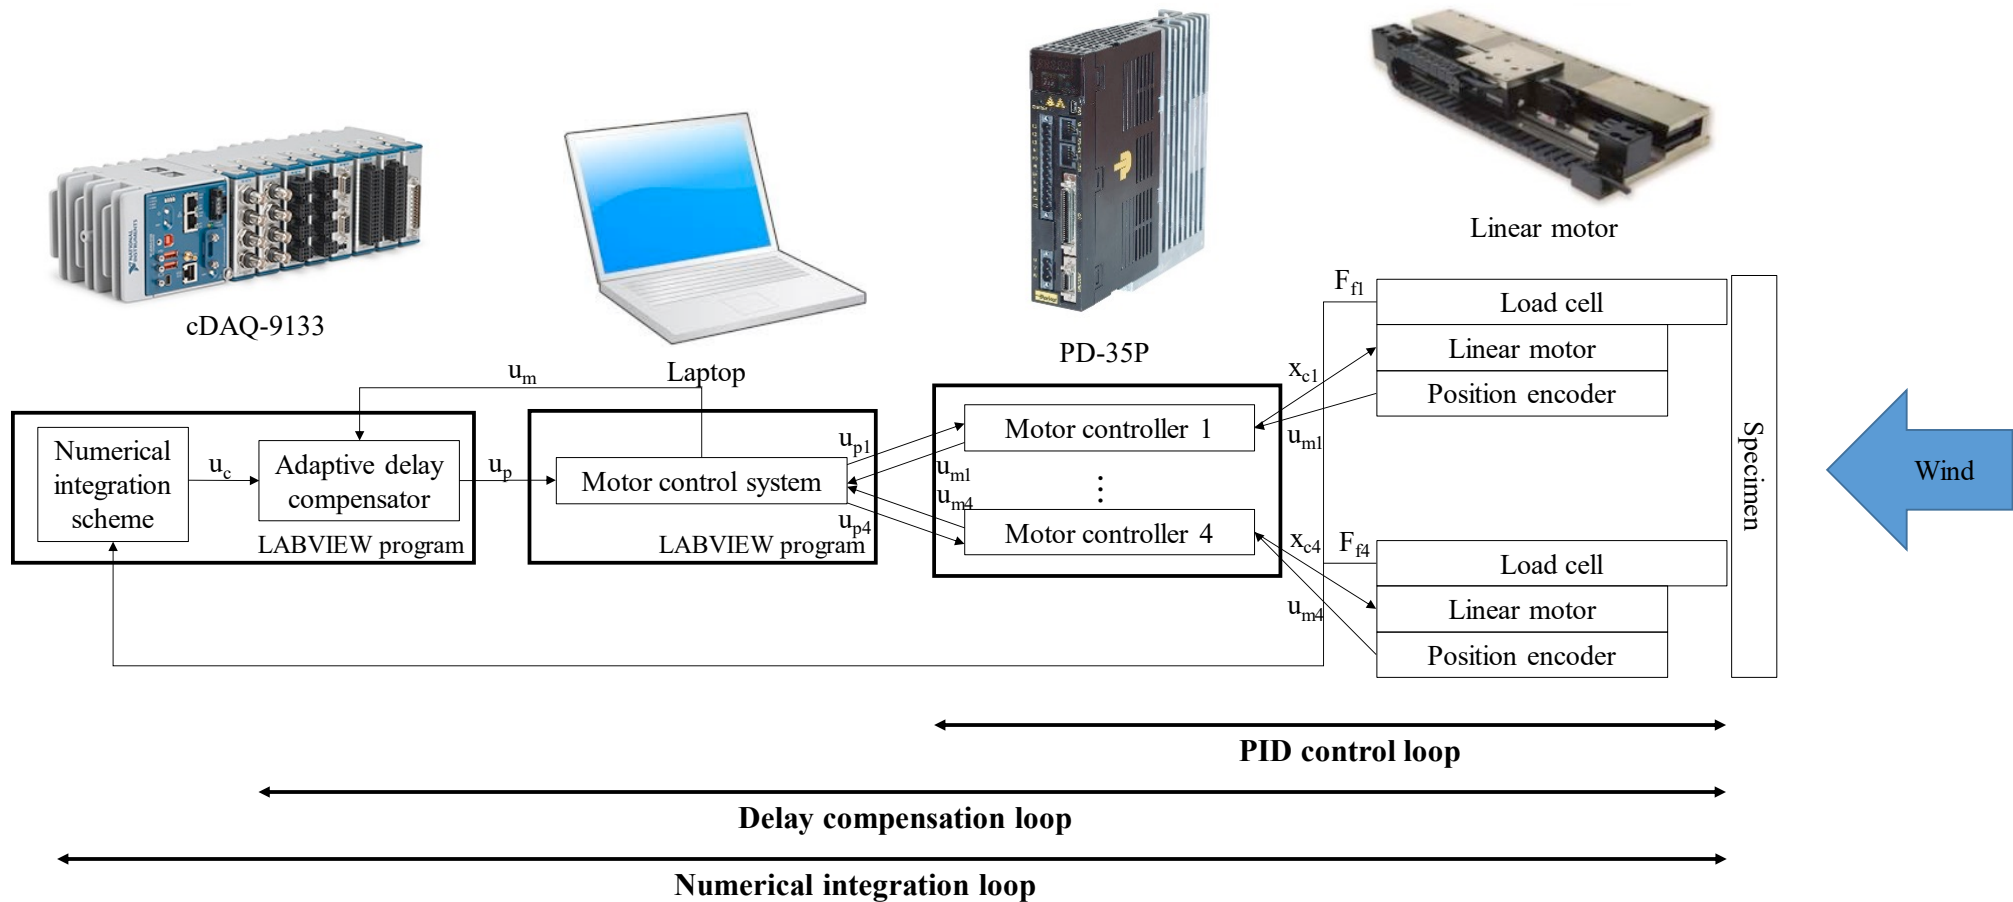 Linear motor
cDAQ-9133
PD-35P
Laptop
NATIONAL
INSTRUMENTS
Parker
F_f1
Load cell
Linear motor
Position encoder
x_c1
u_m1
u_m
Numerical
integration
scheme
u_c
Adaptive delay
compensator
LABVIEW program
u_p
Motor control system
LABVIEW program
u_p1
u_m1
u_m4
u_p4
Motor controller 1
⋮
Motor controller 4
x_c4
F_f4
u_m4
Load cell
Linear motor
Position encoder
Specimen
Wind
PID control loop
Delay compensation loop
Numerical integration loop